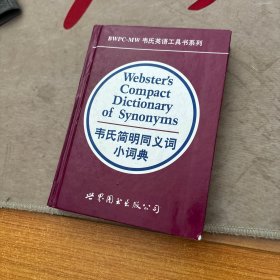 BWPC-MW 韦氏英语工具书系列
Webster's
Compact
Dictionary
of Synonyms
韦氏简明同义词
小词典
世界图书出版公司